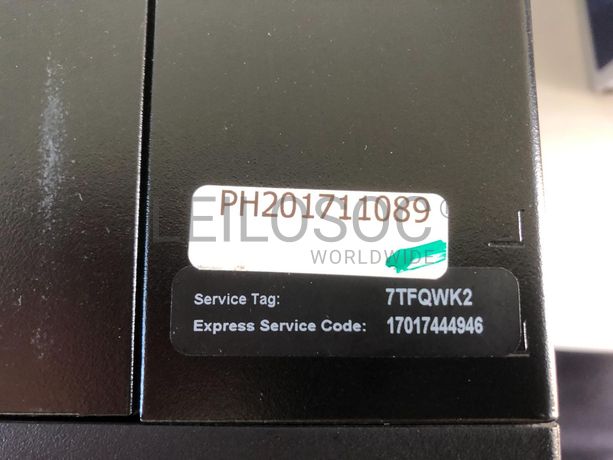 PH201711089
LEILOSOC®
WORLDWIDE
Service Tag: 7TFQWK2
Express Service Code: 17017444946